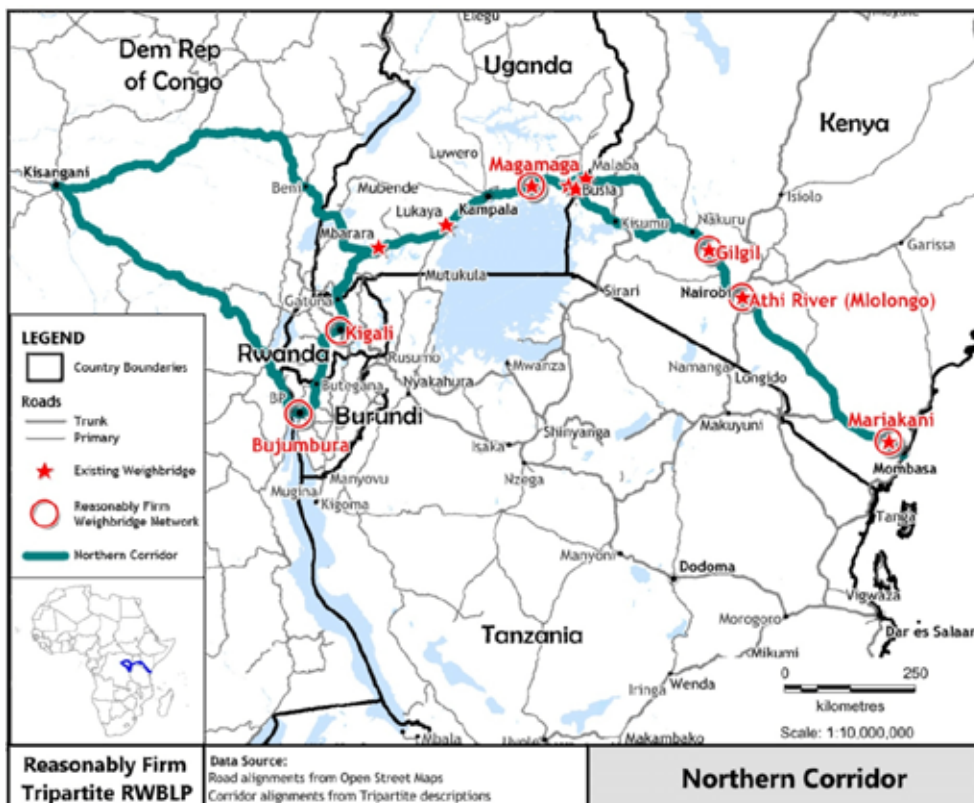 Elegu
Dem Rep
of Congo
Uganda
Kenya
Kisangani
Beni
Luwero
Magamaga
Malaba
Busia
Mubende
Kampala
Lukaya
Mbarara
Kisumu
Nakuru
Isiolo
Garissa
Gilgil
Nairobi
Athi River (Mlolongo)
Mutukula
Sirari
Gatuna
Kigali
Rwanda
Rusumo
Butegana
Nyakahura
Mwanza
Namanga
Longido
Burundi
Bujumbura
Isaka
Shinyanga
Makuyuni
Mariakani
Mombasa
Nzega
Manyovu
Mugina
Kigoma
Tanga
Manyoni
Dodoma
Vigwaza
Morogoro
Dar es Salaam
Tanzania
Mikumi
Iringa
Wenda
Mbala
Makambako
LEGEND
Country Bounderies
Roads
Trunk
Primary
Existing Weighbridge
Reasonably Firm
Weighbridge Network
Northern Corridor
0 250
kilometres
Scale: 1:10,000,000
Reasonably Firm
Tripartite RWBLP
Data Source:
Road alignments from Open Street Maps
Corridor alignments from Tripartite descriptions
Northern Corridor